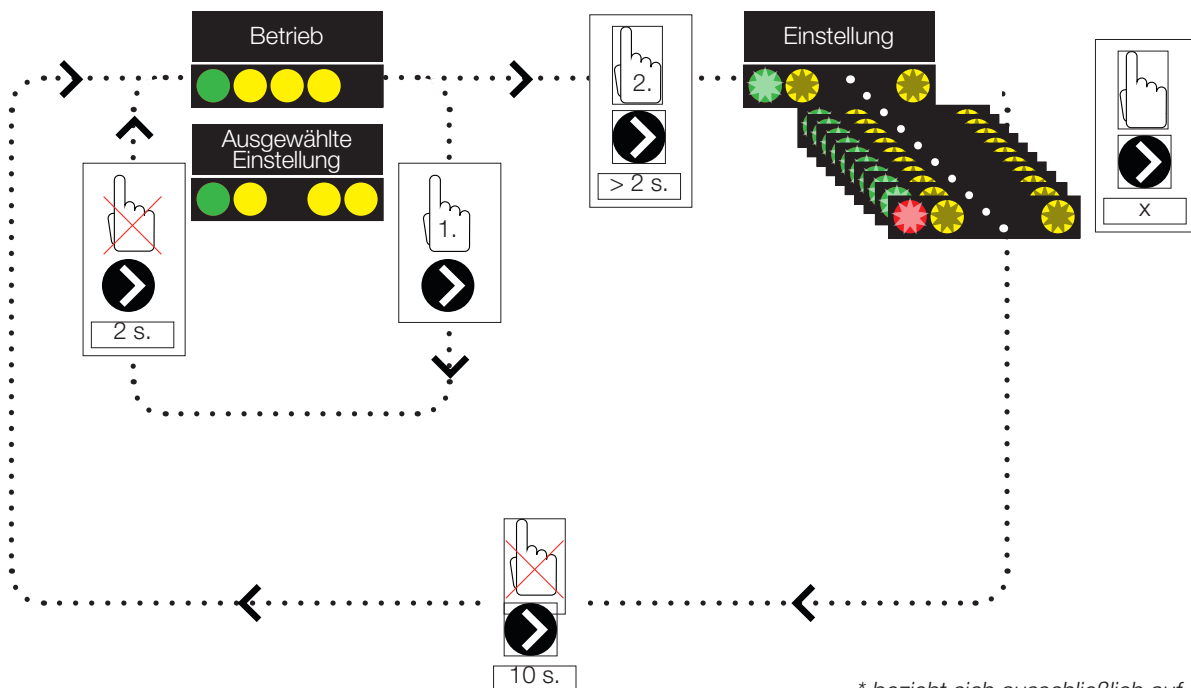 Betrieb
Ausgewählte
Einstellung
2 s.
1.
2.
> 2 s.
Einstellung
x
10 s.
* bezieht sich ausschließlich auf